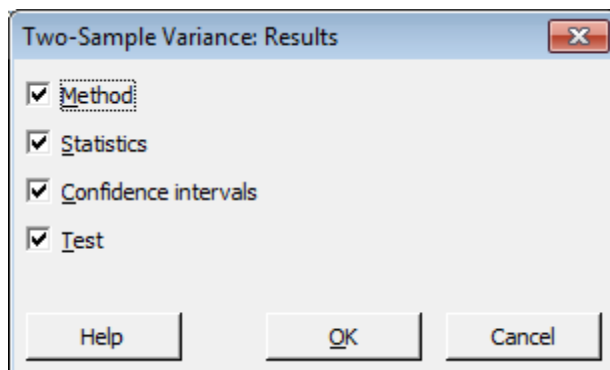 Two-Sample Variance: Results
Method
Statistics
Confidence intervals
Test
Help OK Cancel